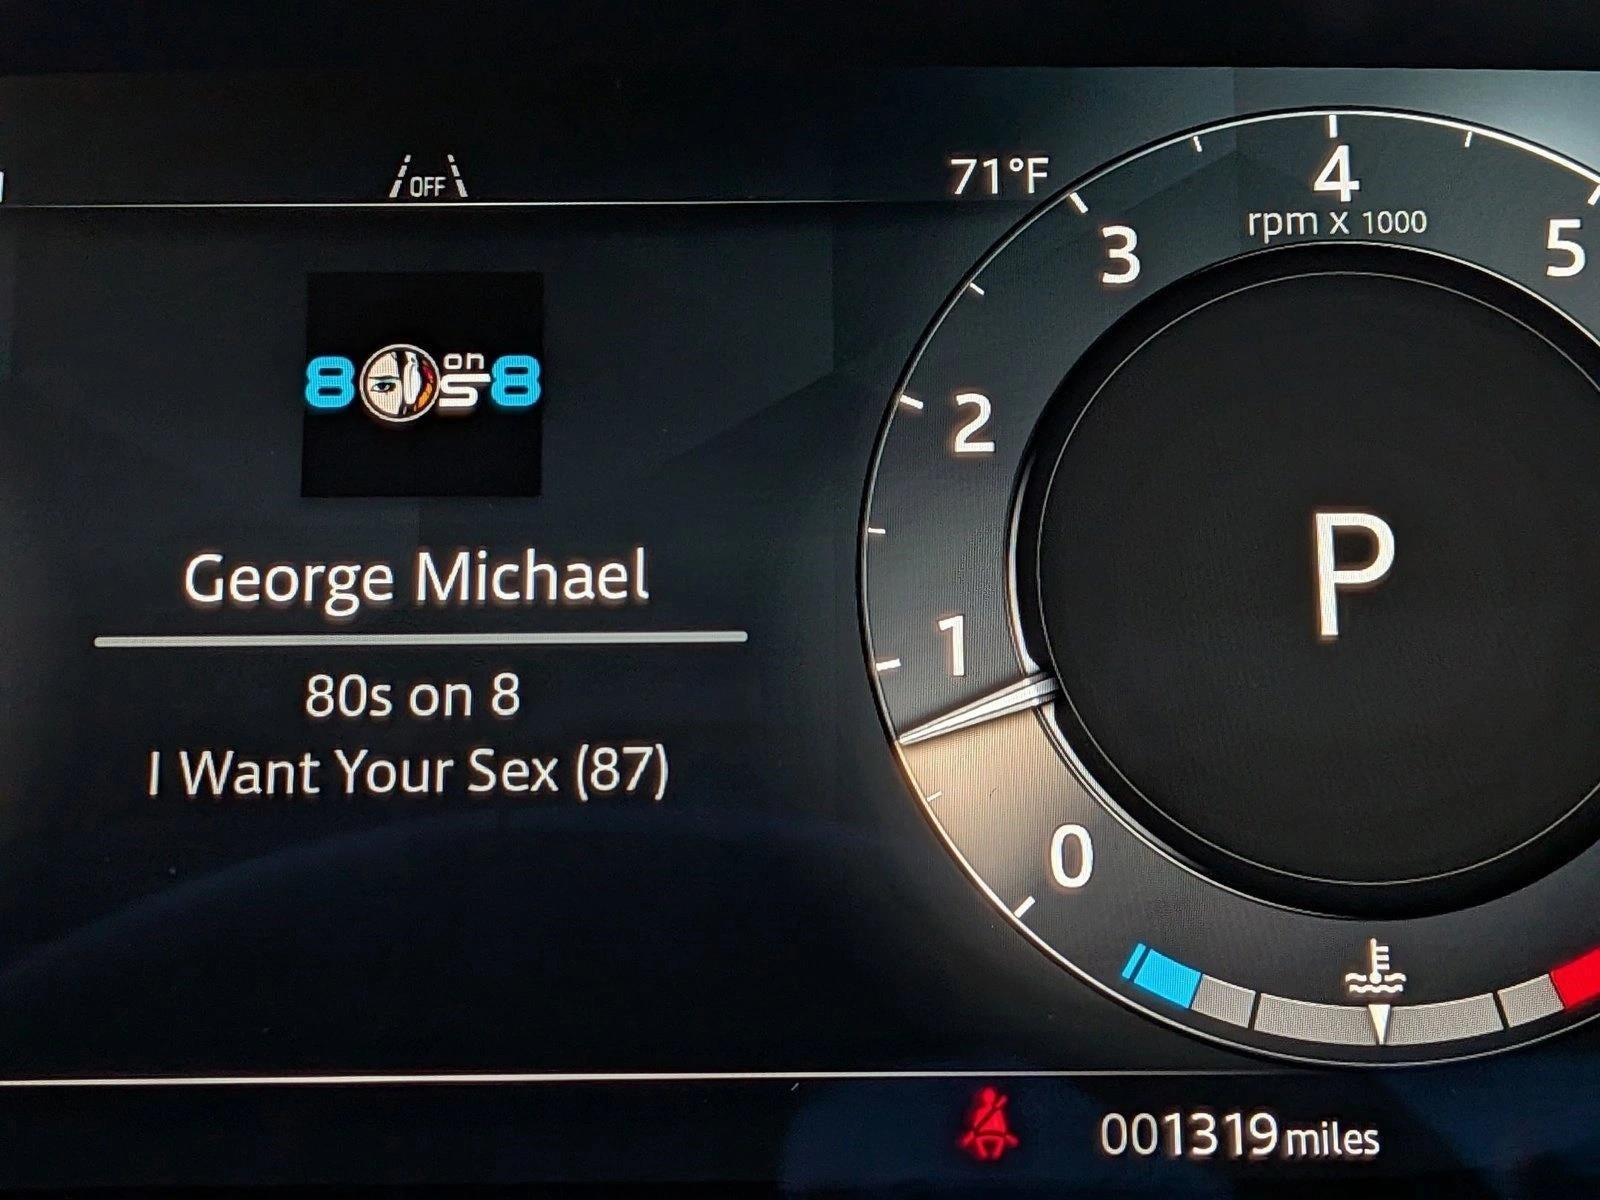 OFF
71°F
80s on 8
George Michael
80s on 8
I Want Your Sex (87)
4
rpm x 1000
3
5
2
1
0
P
001319 miles